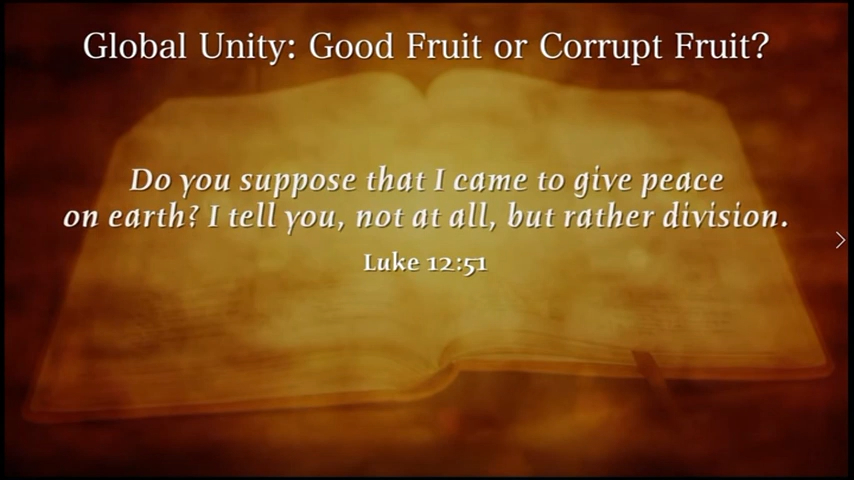 Global Unity: Good Fruit or Corrupt Fruit?
Do you suppose that I came to give peace
on earth? I tell you, not at all, but rather division.
Luke 12:51